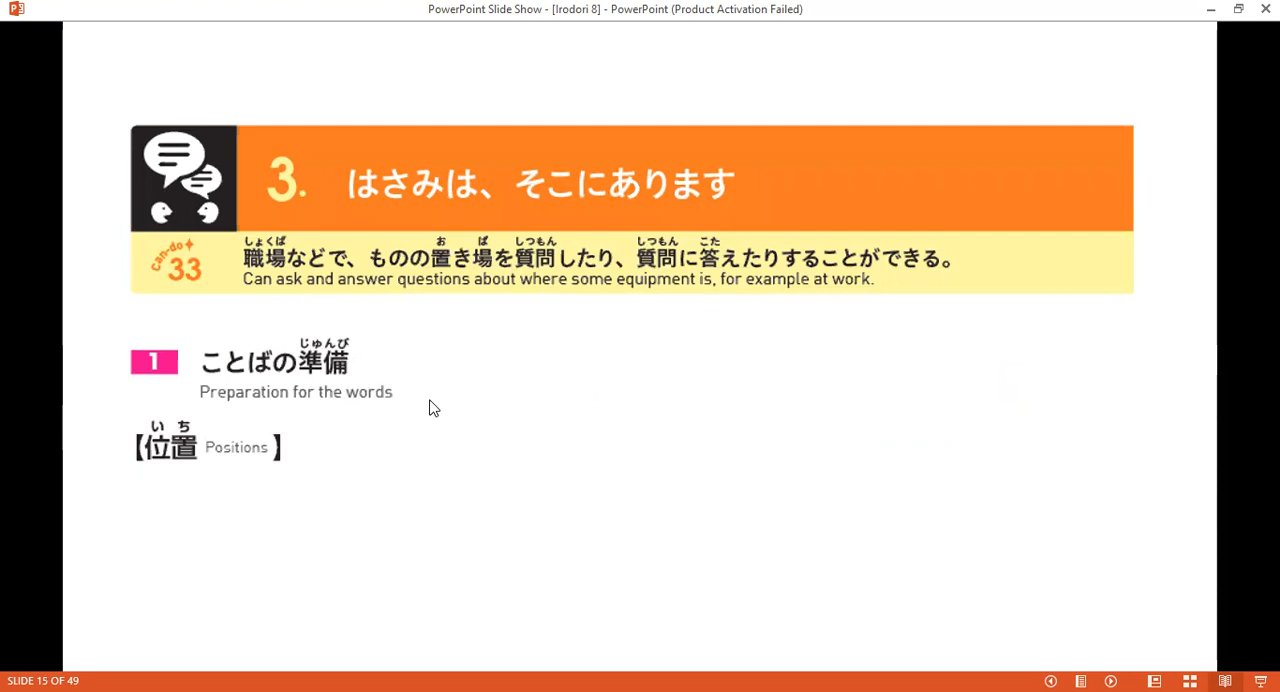 PowerPoint Slide Show - [Irodori 8] - PowerPoint (Product Activation Failed)
3. はさみは、そこにあります
しょくば お ば しつもん しつもん こた
Can-do 33 職場などで、ものの置き場を質問したり、質問に答えたりすることができる。
Can ask and answer questions about where some equipment is, for example at work.
じゅんび
1 ことばの準備
Preparation for the words
い ち
【位置 Positions】
SLIDE 15 OF 49